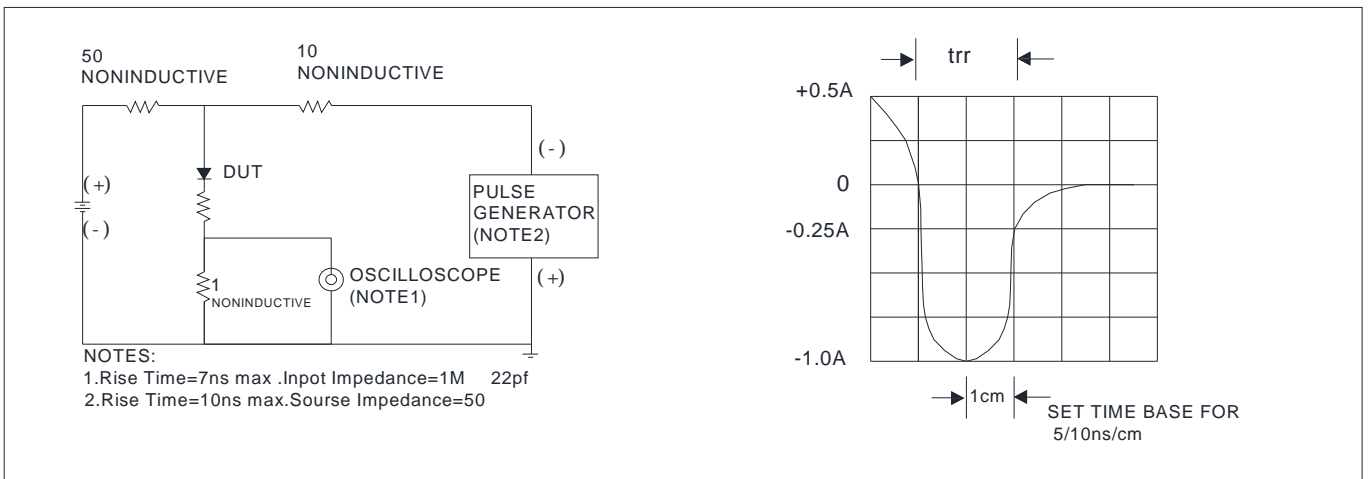 50
NONINDUCTIVE
10
NONINDUCTIVE
(+)
(-)
DUT
1
NONINDUCTIVE
OSCILLOSCOPE
(NOTE1)
(-)
PULSE
GENERATOR
(NOTE2)
(+)
NOTES:
1.Rise Time=7ns max .Inpot Impedance=1M 22pf
2.Rise Time=10ns max.Sourse Impedance=50
trr
+0.5A
0
-0.25A
-1.0A
1cm
SET TIME BASE FOR
5/10ns/cm